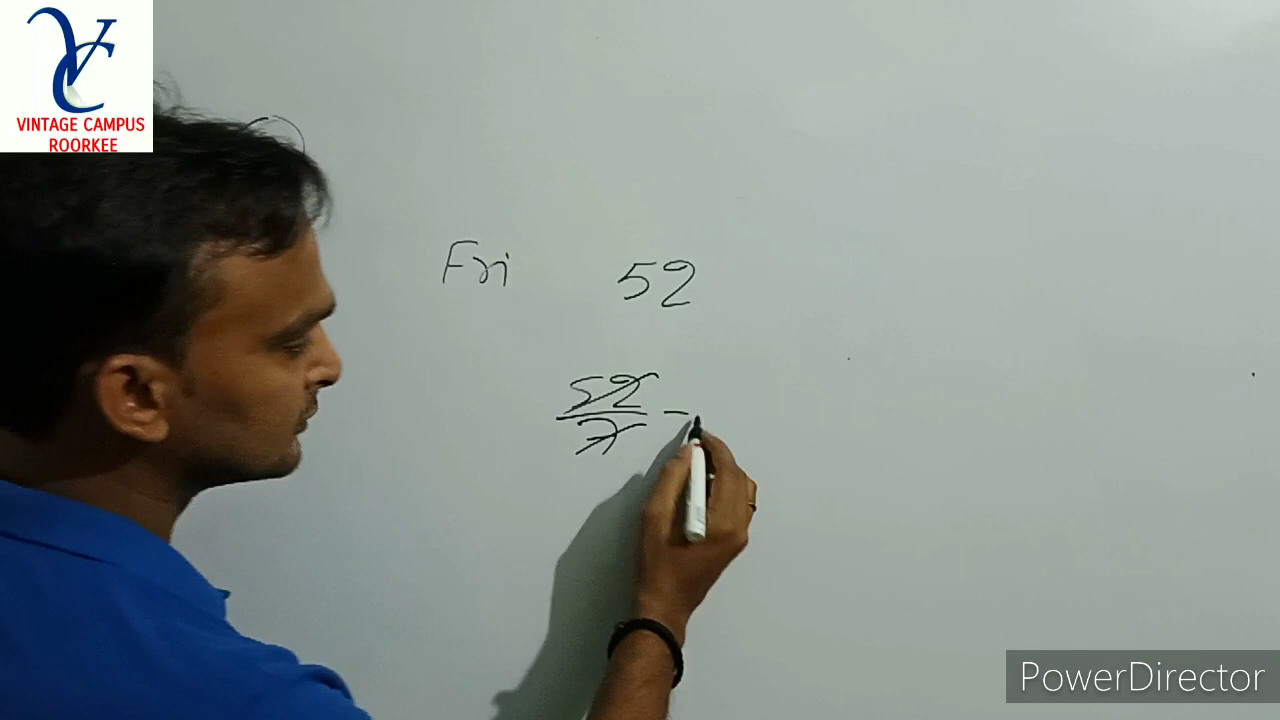 VINTAGE CAMPUS
ROORKEE
Fri 52
52
7
PowerDirector